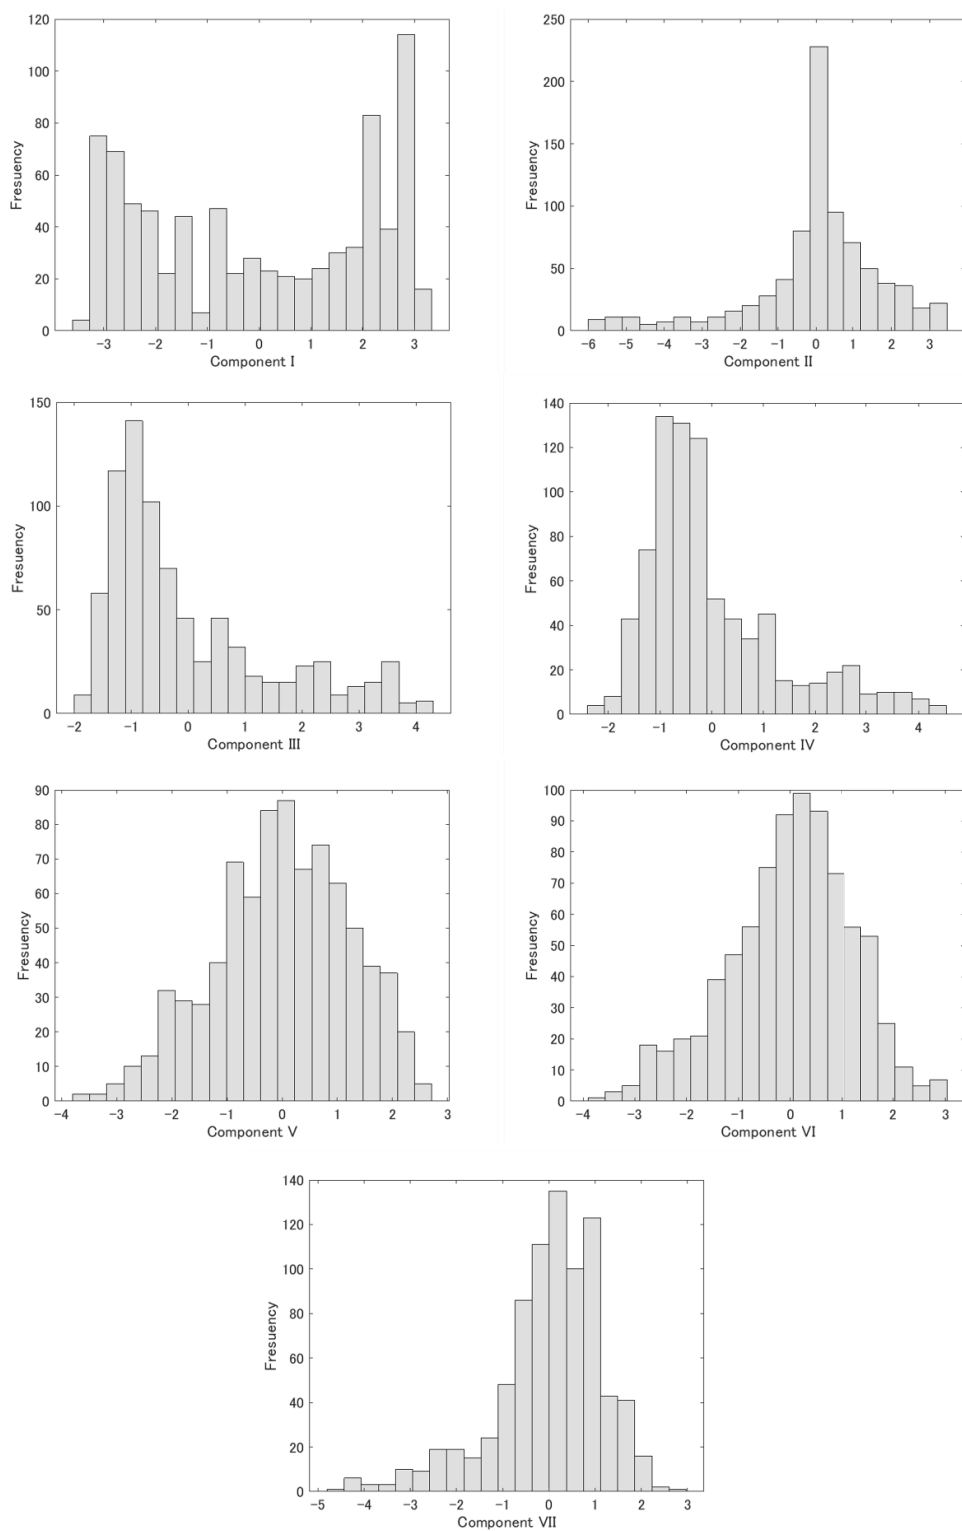 120
100
80
60
40
20
0
Fresuency
-3 -2 -1 0 1 2 3
Component I
250
200
150
100
50
0
Fresuency
-6 -5 -4 -3 -2 -1 0 1 2 3
Component II
150
100
50
0
Fresuency
-2 -1 0 1 2 3 4
Component III
140
120
100
80
60
40
20
0
Fresuency
-2 -1 0 1 2 3 4
Component IV
90
80
70
60
50
40
30
20
10
0
Fresuency
-4 -3 -2 -1 0 1 2 3
Component V
100
90
80
70
60
50
40
30
20
10
0
Fresuency
-4 -3 -2 -1 0 1 2 3
Component VI
140
120
100
80
60
40
20
0
Fresuency
-5 -4 -3 -2 -1 0 1 2 3
Component VII